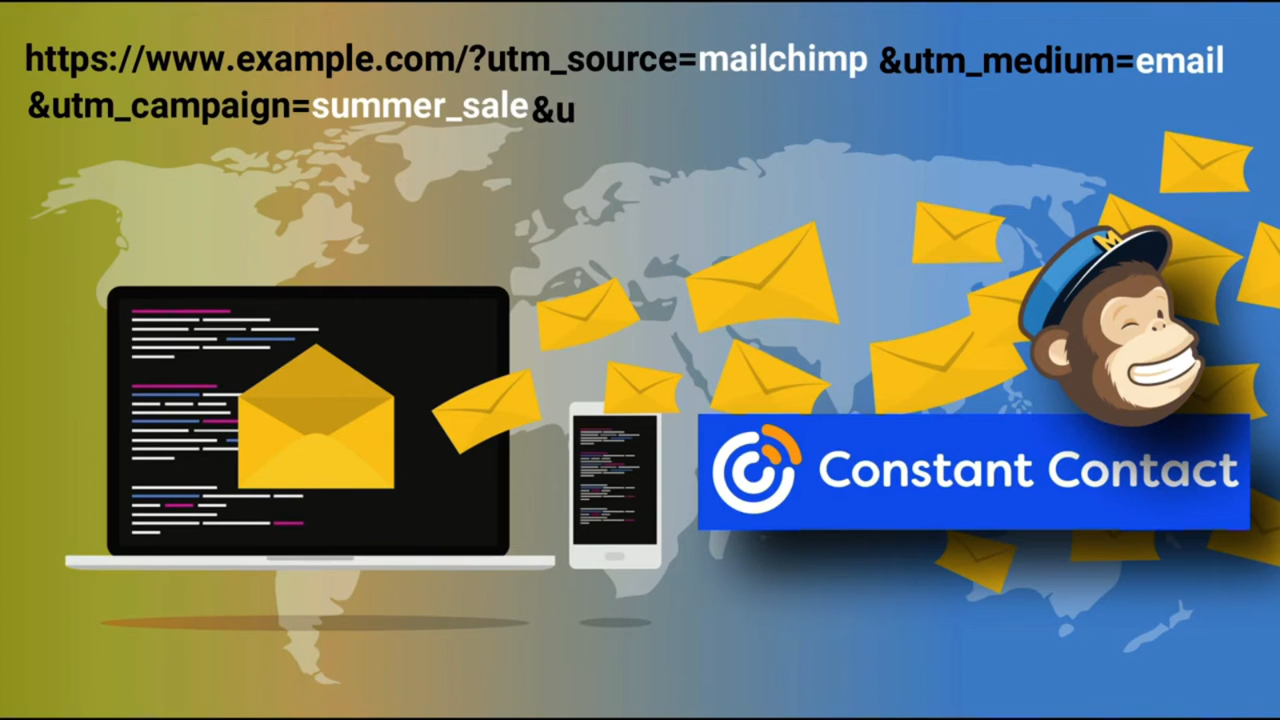 https://www.example.com/?utm_source=mailchimp &utm_medium=email
&utm_campaign=summer_sale&u
M
Constant Contact